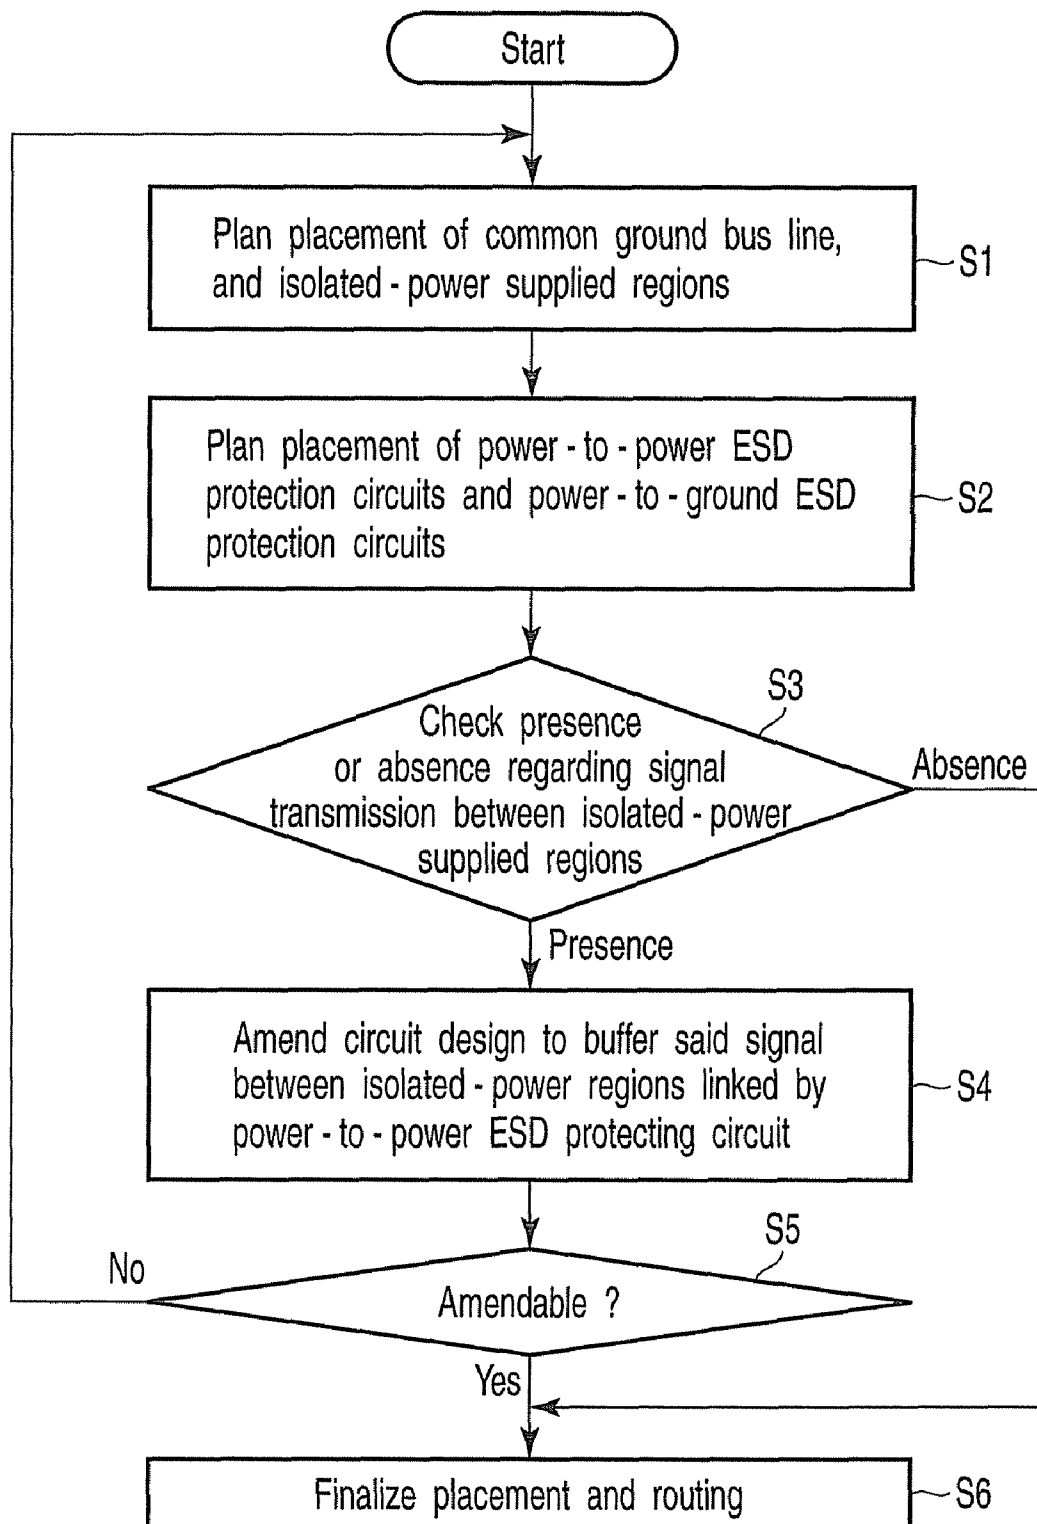 Start
Plan placement of common ground bus line,
and isolated - power supplied regions
S1
Plan placement of power - to - power ESD
protection circuits and power - to - ground ESD
protection circuits
S2
S3
Check presence
or absence regarding signal
transmission between isolated - power
supplied regions
Absence
Presence
Amend circuit design to buffer said signal
between isolated - power regions linked by
power - to - power ESD protecting circuit
S4
S5
No
Amendable ?
Yes
Finalize placement and routing
S6